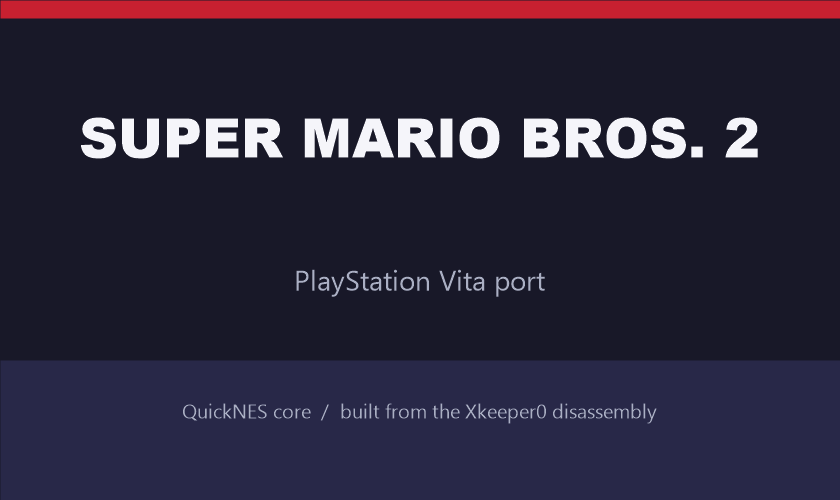 SUPER MARIO BROS. 2
PlayStation Vita port
QuickNES core / built from the Xkeeper0 disassembly